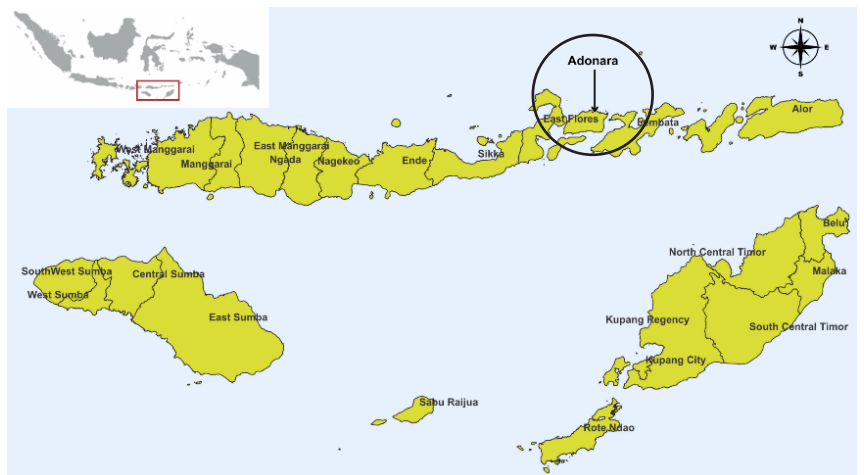 N
W E
S
Adonara
East Flores
Lembata
Alor
West Manggarai
East Manggarai
Manggarai
Ngada
Nagekeo
Ende
Sikka
Belu
North Central Timor
Malaka
SouthWest Sumba
Central Sumba
West Sumba
East Sumba
Kupang Regency
South Central Timor
Kupang City
Sabu Raijua
Rote Ndao